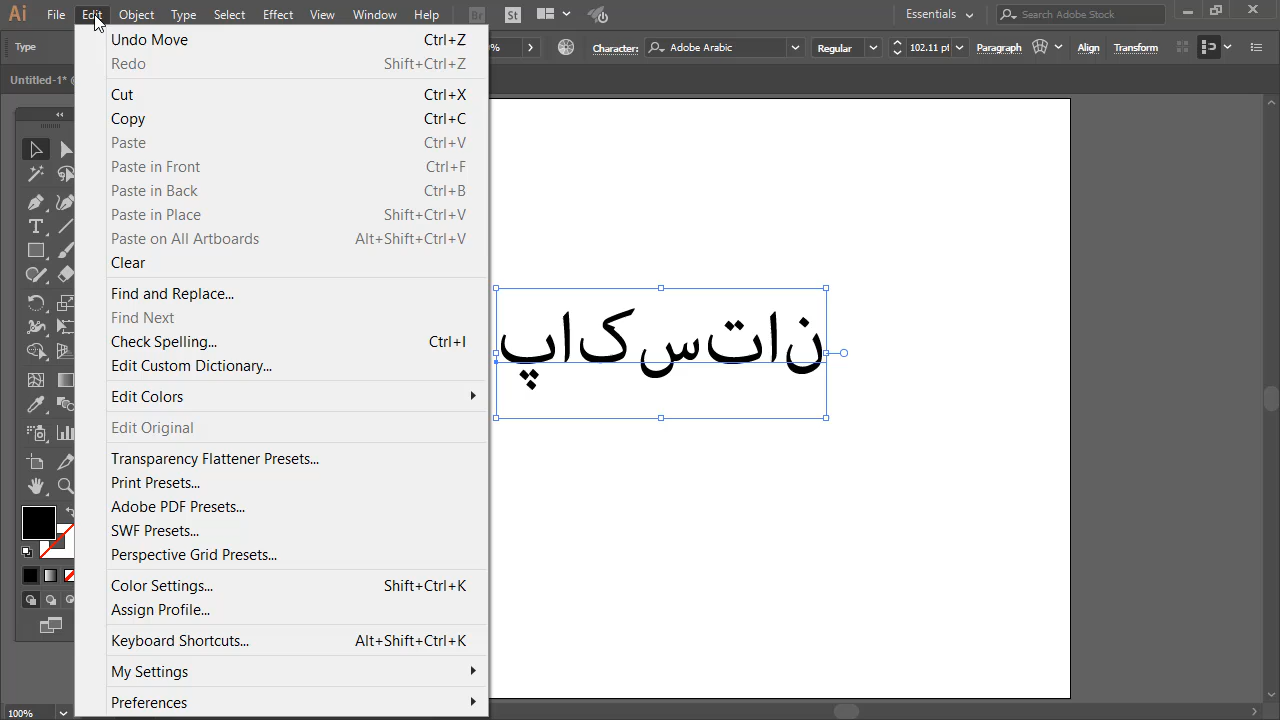 Ai File Edit Object Type Select Effect View Window Help Br St Essentials Search Adobe Stock
Type % Character: Adobe Arabic Regular 102.11 pt Paragraph Align Transform
Untitled-1*
Undo Move Ctrl+Z
Redo Shift+Ctrl+Z
Cut Ctrl+X
Copy Ctrl+C
Paste Ctrl+V
Paste in Front Ctrl+F
Paste in Back Ctrl+B
Paste in Place Shift+Ctrl+V
Paste on All Artboards Alt+Shift+Ctrl+V
Clear
Find and Replace...
Find Next
Check Spelling... Ctrl+I
Edit Custom Dictionary...
Edit Colors
Edit Original
Transparency Flattener Presets...
Print Presets...
Adobe PDF Presets...
SWF Presets...
Perspective Grid Presets...
Color Settings... Shift+Ctrl+K
Assign Profile...
Keyboard Shortcuts... Alt+Shift+Ctrl+K
My Settings
Preferences
پاکستان
100%